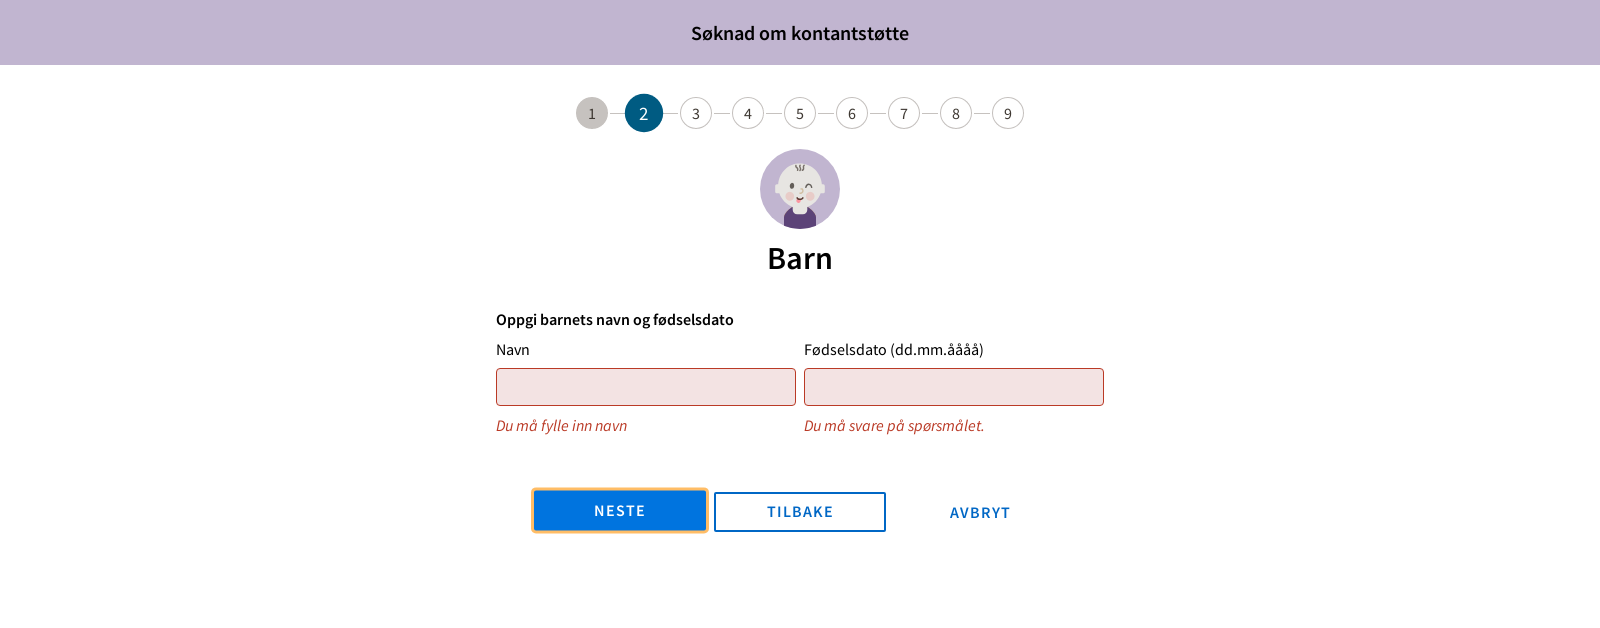 Søknad om kontantstøtte
1 2 3 4 5 6 7 8 9
Barn
Oppgi barnets navn og fødselsdato
Navn Fødselsdato (dd.mm.åååå)
Du må fylle inn navn Du må svare på spørsmålet.
NESTE TILBAKE AVBRYT